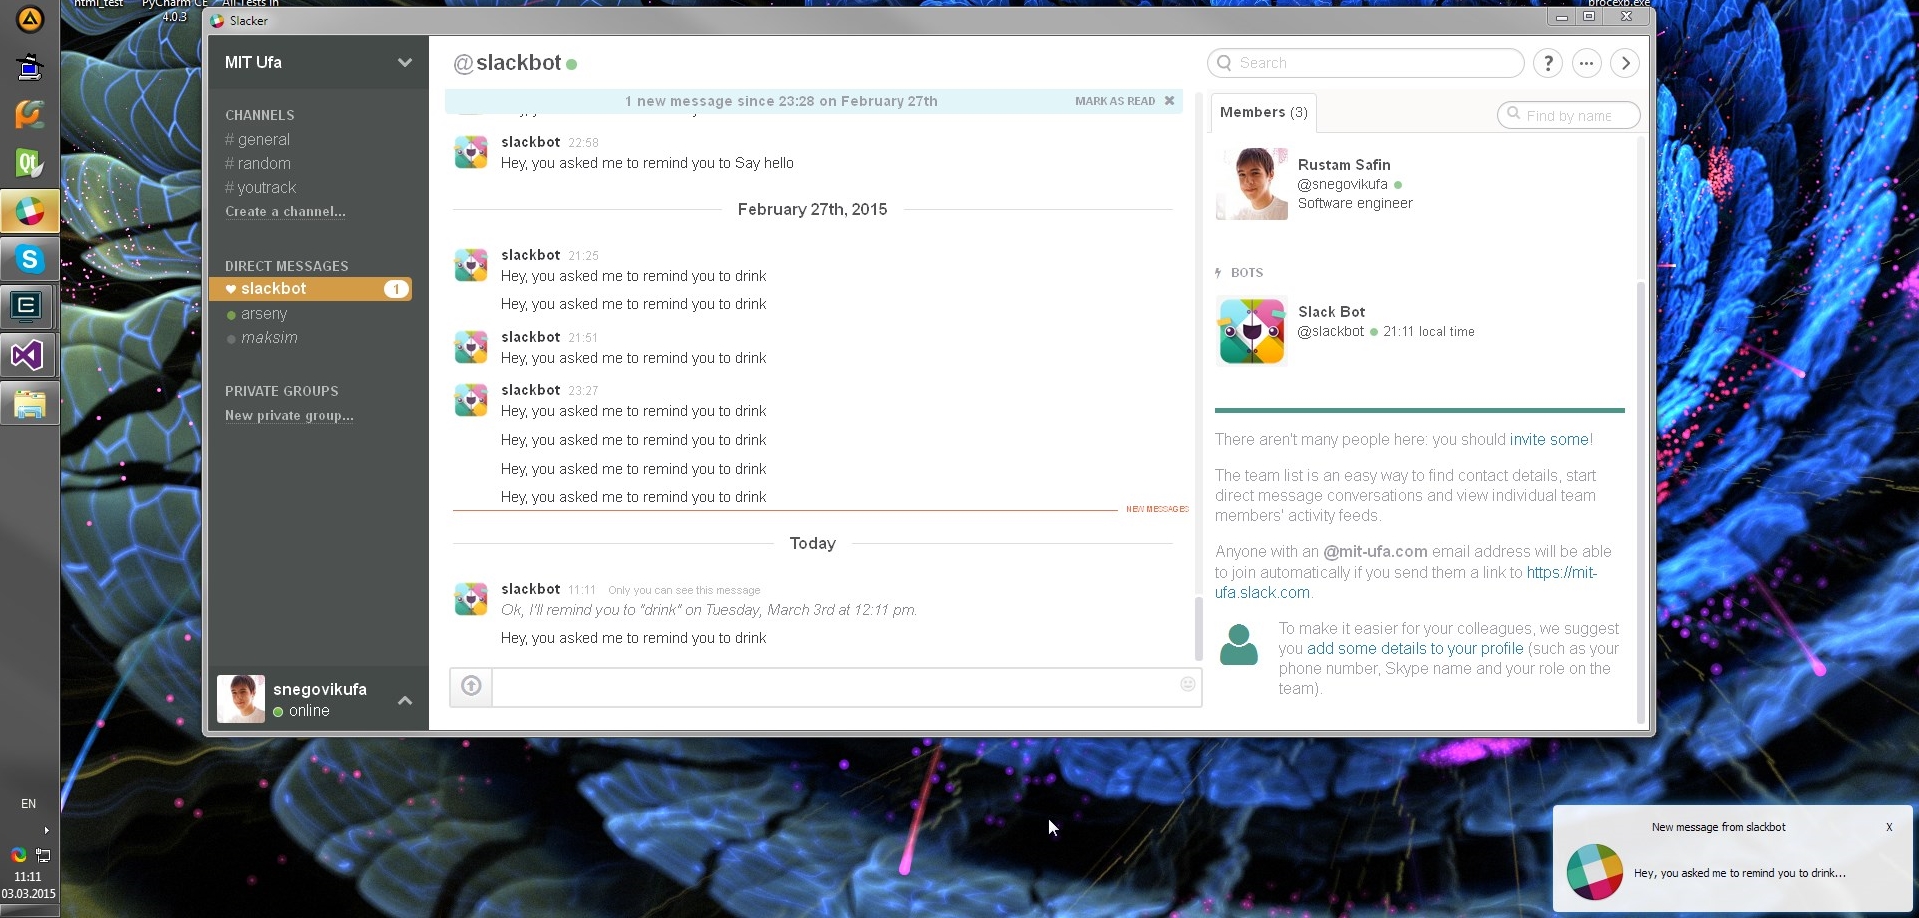 html_test
PyCharm CE
4.0.3
All Tests in
procexp.exe
Slacker
MIT Ufa
CHANNELS
# general
# random
# youtrack
Create a channel...
DIRECT MESSAGES
slackbot 1
arseny
maksim
PRIVATE GROUPS
New private group...
snegovikufa
online
@slackbot
1 new message since 23:28 on February 27th
MARK AS READ
slackbot 22:58
Hey, you asked me to remind you to Say hello
February 27th, 2015
slackbot 21:25
Hey, you asked me to remind you to drink
Hey, you asked me to remind you to drink
slackbot 21:51
Hey, you asked me to remind you to drink
slackbot 23:27
Hey, you asked me to remind you to drink
Hey, you asked me to remind you to drink
Hey, you asked me to remind you to drink
Hey, you asked me to remind you to drink
NEW MESSAGES
Today
slackbot 11:11 Only you can see this message
Ok, I'll remind you to "drink" on Tuesday, March 3rd at 12:11 pm.
Hey, you asked me to remind you to drink
Search
?
Members (3)
Find by name
Rustam Safin
@snegovikufa
Software engineer
BOTS
Slack Bot
@slackbot 21:11 local time
There aren't many people here: you should invite some!
The team list is an easy way to find contact details, start
direct message conversations and view individual team
members' activity feeds.
Anyone with an @mit-ufa.com email address will be able
to join automatically if you send them a link to https://mit-
ufa.slack.com.
To make it easier for your colleagues, we suggest
you add some details to your profile (such as your
phone number, Skype name and your role on the
team).
EN
11:11
03.03.2015
New message from slackbot X
Hey, you asked me to remind you to drink...